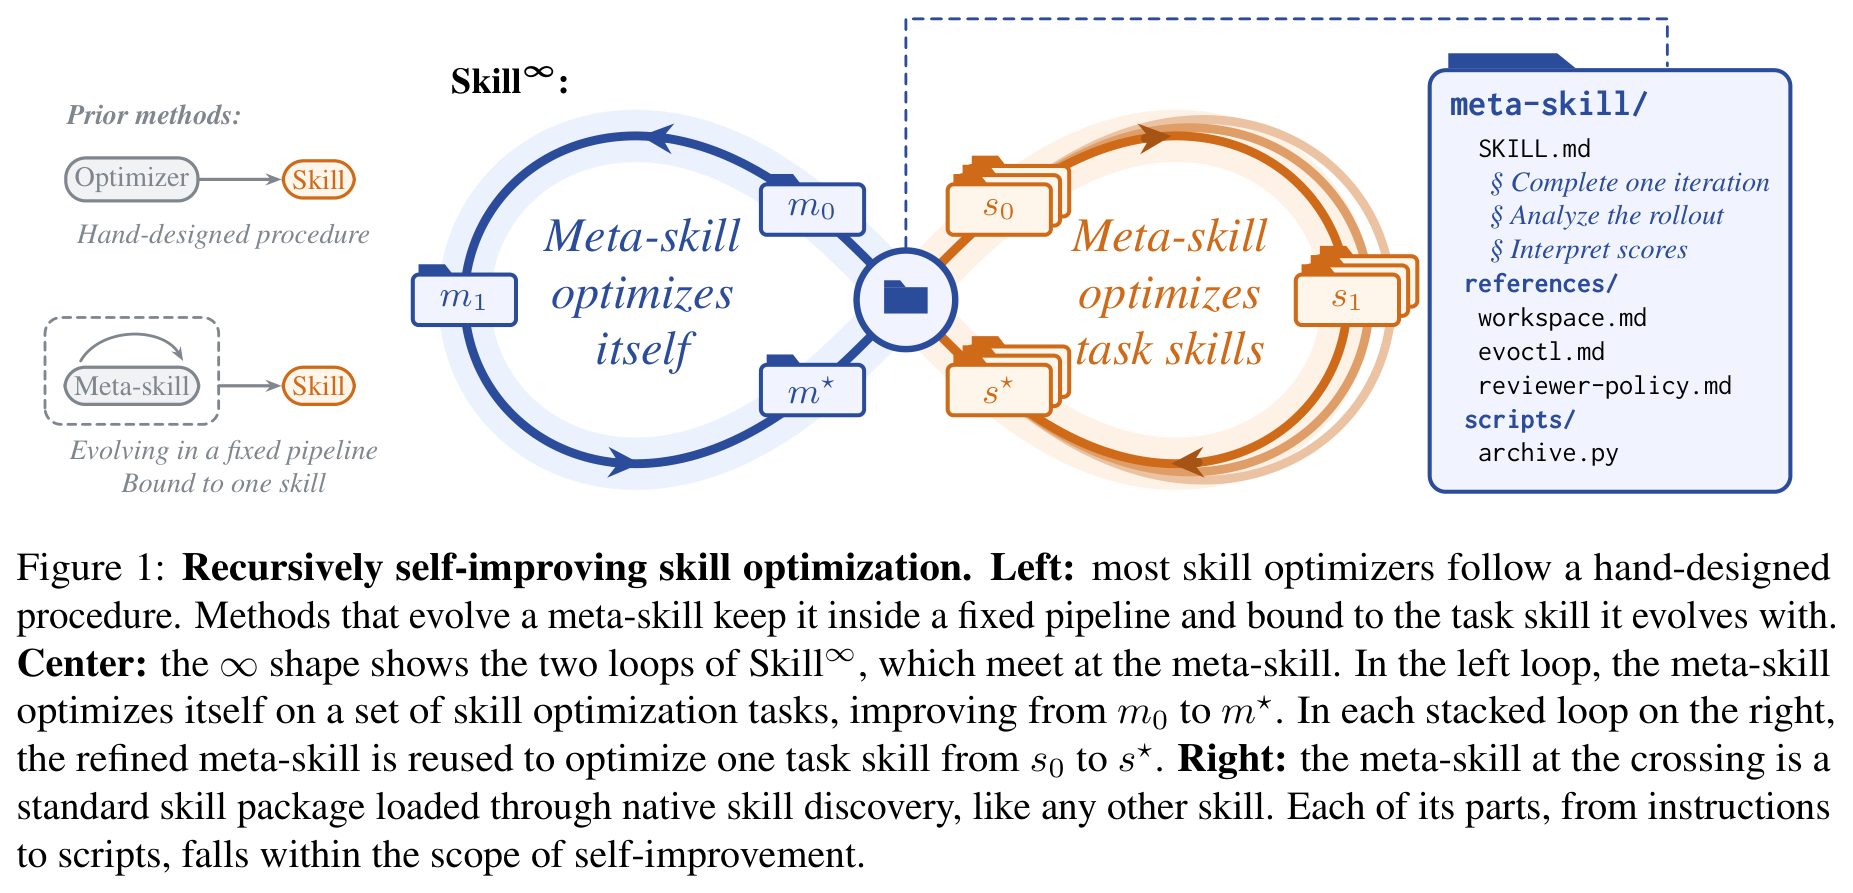 Prior methods:
Optimizer
Skill
Hand-designed procedure
Meta-skill
Skill
Evolving in a fixed pipeline
Bound to one skill
Skill∞:
m₀
m₁
m⋆
Meta-skill
optimizes
itself
s₀
s₁
s⋆
Meta-skill
optimizes
task skills
meta-skill/
SKILL.md
§ Complete one iteration
§ Analyze the rollout
§ Interpret scores
references/
workspace.md
evoctl.md
reviewer-policy.md
scripts/
archive.py
Figure 1: Recursively self-improving skill optimization. Left: most skill optimizers follow a hand-designed
procedure. Methods that evolve a meta-skill keep it inside a fixed pipeline and bound to the task skill it evolves with.
Center: the ∞ shape shows the two loops of Skill∞, which meet at the meta-skill. In the left loop, the meta-skill
optimizes itself on a set of skill optimization tasks, improving from m₀ to m⋆. In each stacked loop on the right,
the refined meta-skill is reused to optimize one task skill from s₀ to s⋆. Right: the meta-skill at the crossing is a
standard skill package loaded through native skill discovery, like any other skill. Each of its parts, from instructions
to scripts, falls within the scope of self-improvement.